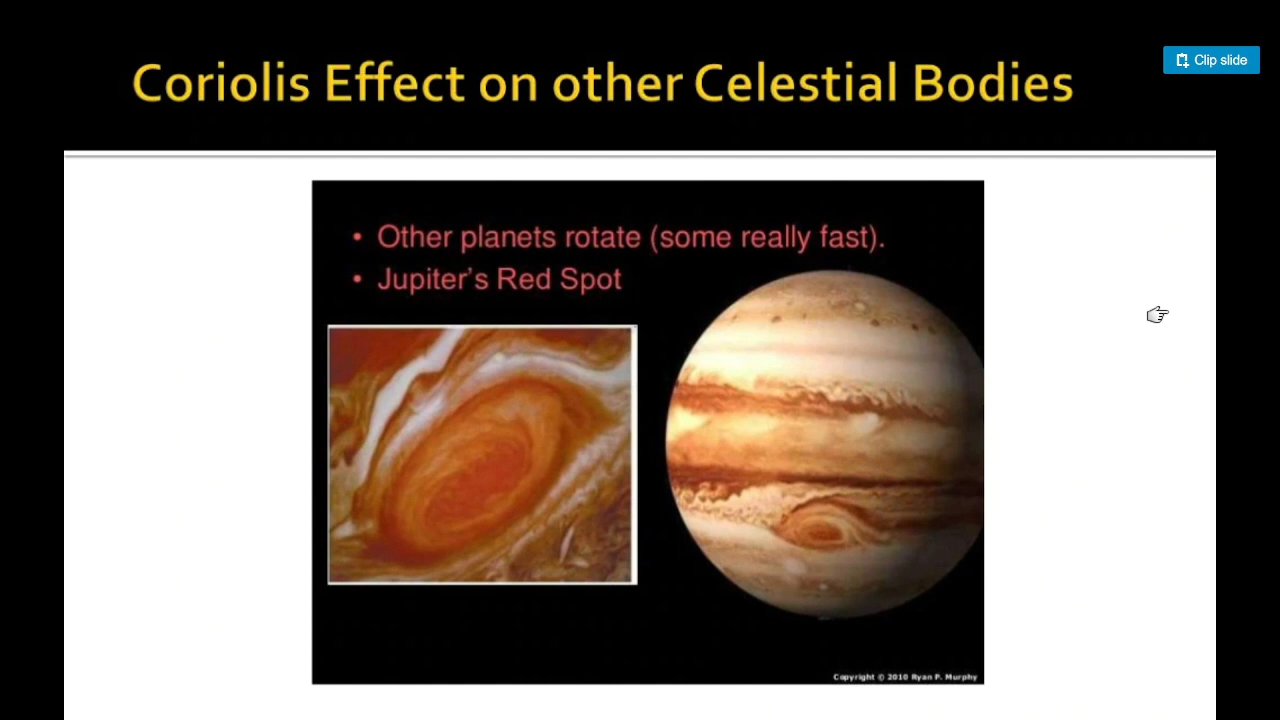 Coriolis Effect on other Celestial Bodies
Clip slide
• Other planets rotate (some really fast).
• Jupiter’s Red Spot
Copyright © 2010 Ryan P. Murphy